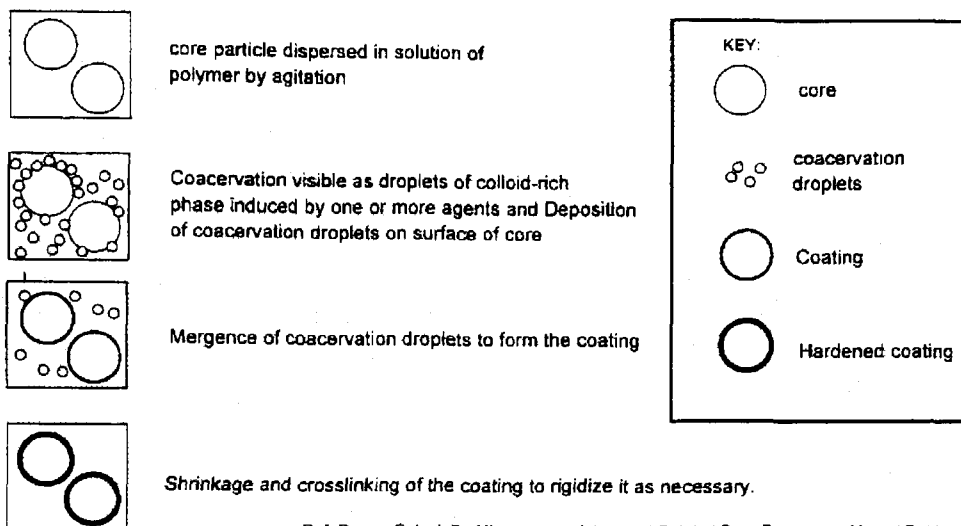 core particle dispersed in solution of
polymer by agitation
Coacervation visible as droplets of colloid-rich
phase induced by one or more agents and Deposition
of coacervation droplets on surface of core
Mergence of coacervation droplets to form the coating
Shrinkage and crosslinking of the coating to rigidize it as necessary.
KEY:
core
coacervation
droplets
Coating
Hardened coating